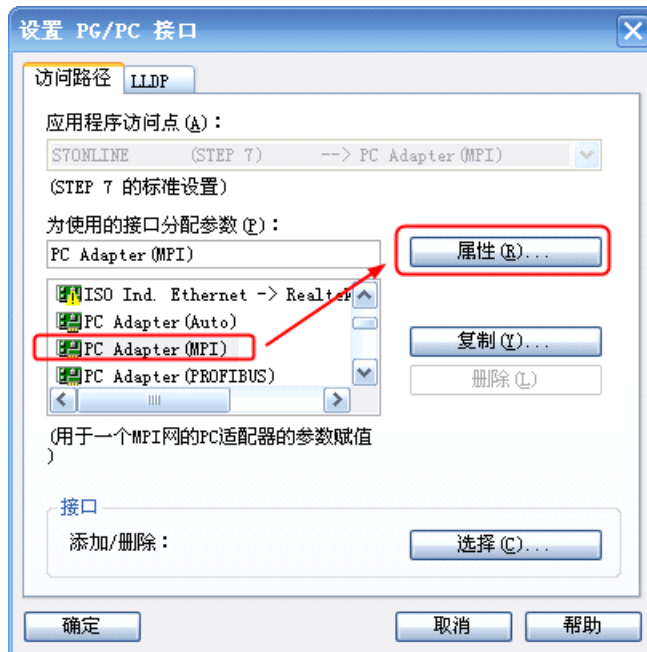 设置 PG/PC 接口
访问路径 LLDP
应用程序访问点(A)：
S7ONLINE (STEP 7) --> PC Adapter(MPI)
(STEP 7 的标准设置)
为使用的接口分配参数(P)：
PC Adapter(MPI)
属性(R)...
ISO Ind. Ethernet -> Realtek
PC Adapter(Auto)
PC Adapter(MPI)
复制(Y)...
PC Adapter(PROFIBUS)
删除(L)
(用于一个MPI网的PC适配器的参数赋值
)
接口
添加/删除：
选择(C)...
确定 取消 帮助